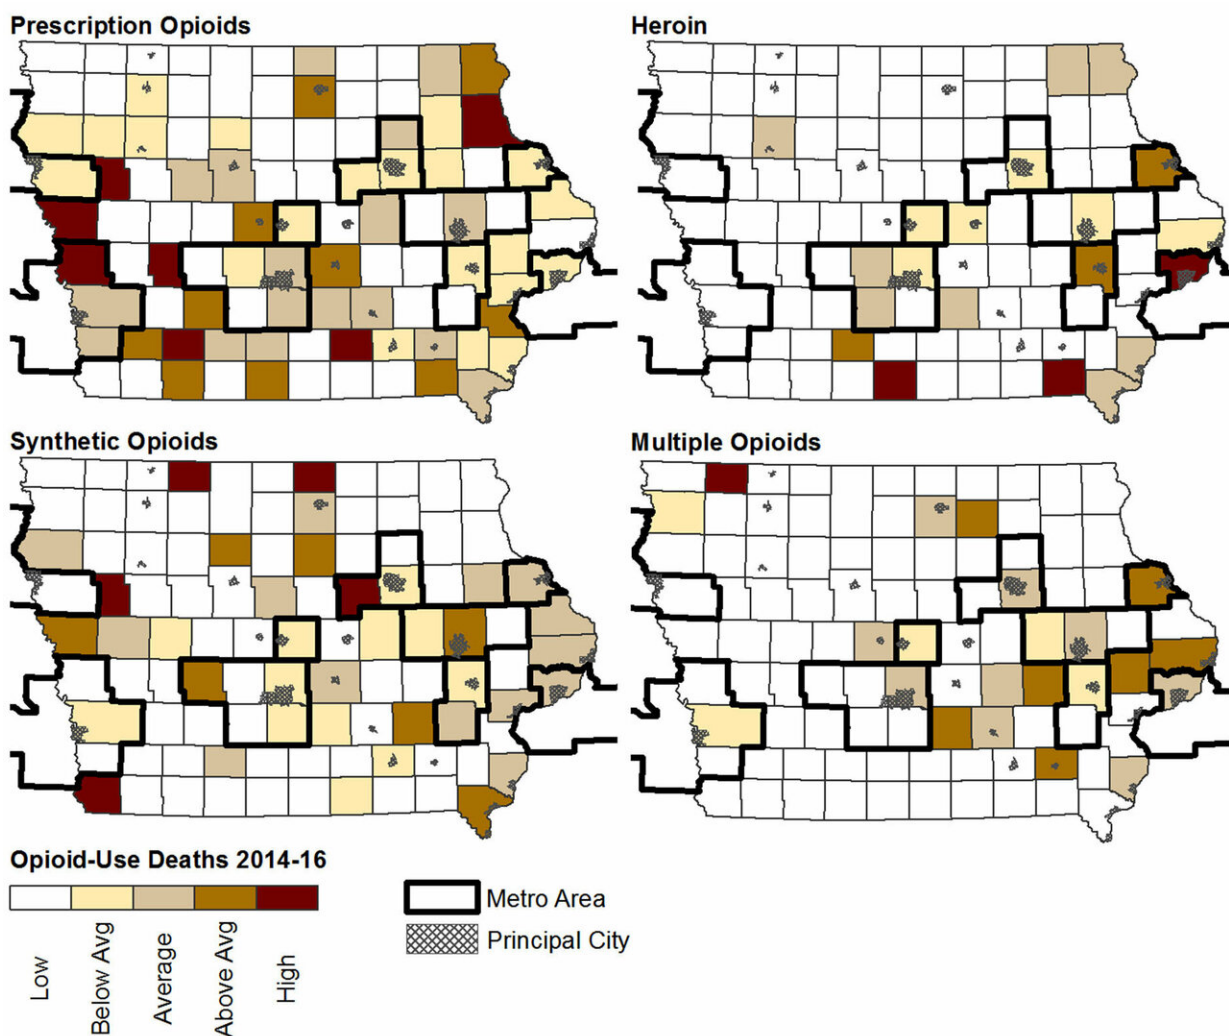 Prescription Opioids
Heroin
Synthetic Opioids
Multiple Opioids
Opioid-Use Deaths 2014-16
Low
Below Avg
Average
Above Avg
High
Metro Area
Principal City